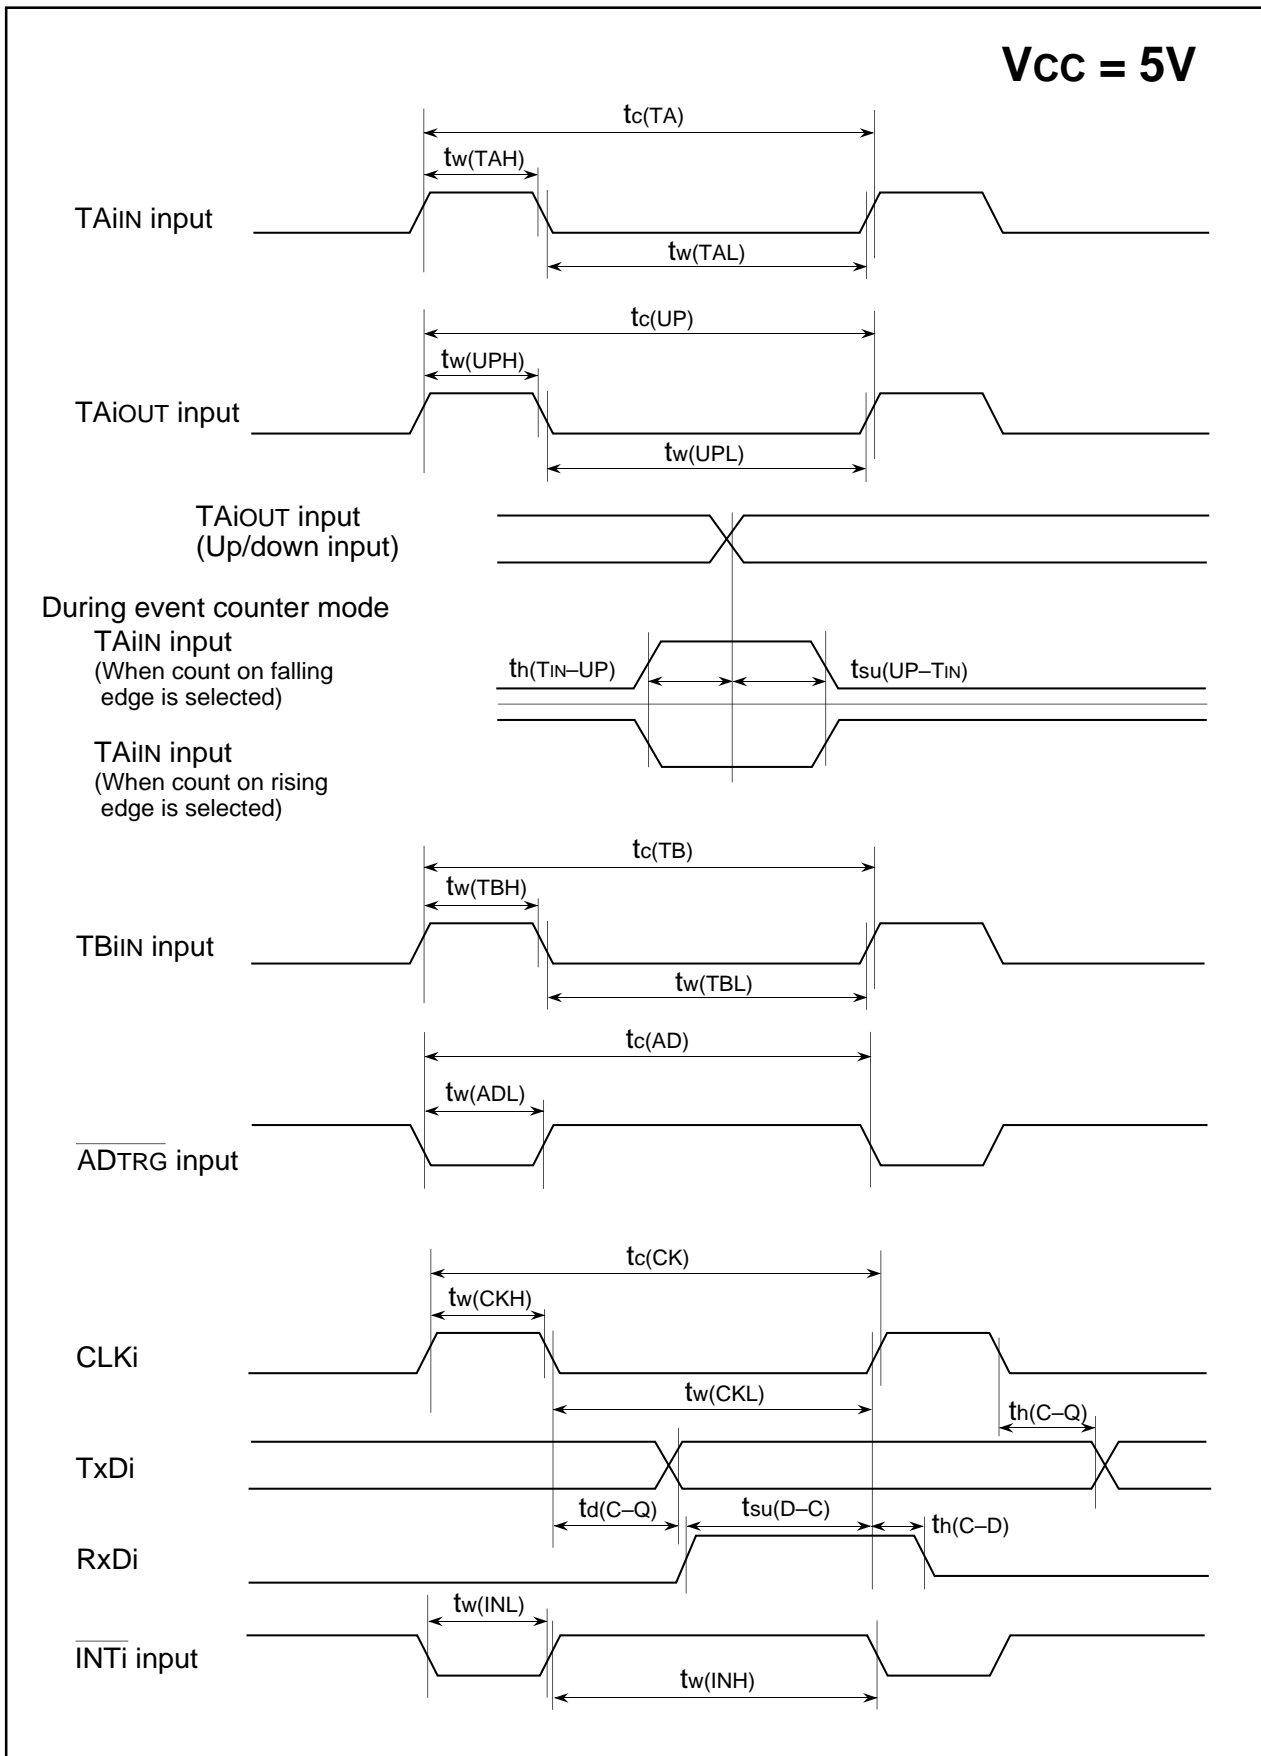 VCC = 5V
tc(TA)
tw(TAH)
TAiIN input
tw(TAL)
tc(UP)
tw(UPH)
TAiOUT input
tw(UPL)
TAiOUT input
(Up/down input)
During event counter mode
TAiIN input
(When count on falling
edge is selected)
th(TIN–UP)
tsu(UP–TIN)
TAiIN input
(When count on rising
edge is selected)
tc(TB)
tw(TBH)
TBiIN input
tw(TBL)
tc(AD)
tw(ADL)
ADTRG input
tc(CK)
tw(CKH)
CLKi
tw(CKL)
th(C–Q)
TxDi
td(C–Q)
tsu(D–C)
th(C–D)
RxDi
tw(INL)
INTi input
tw(INH)